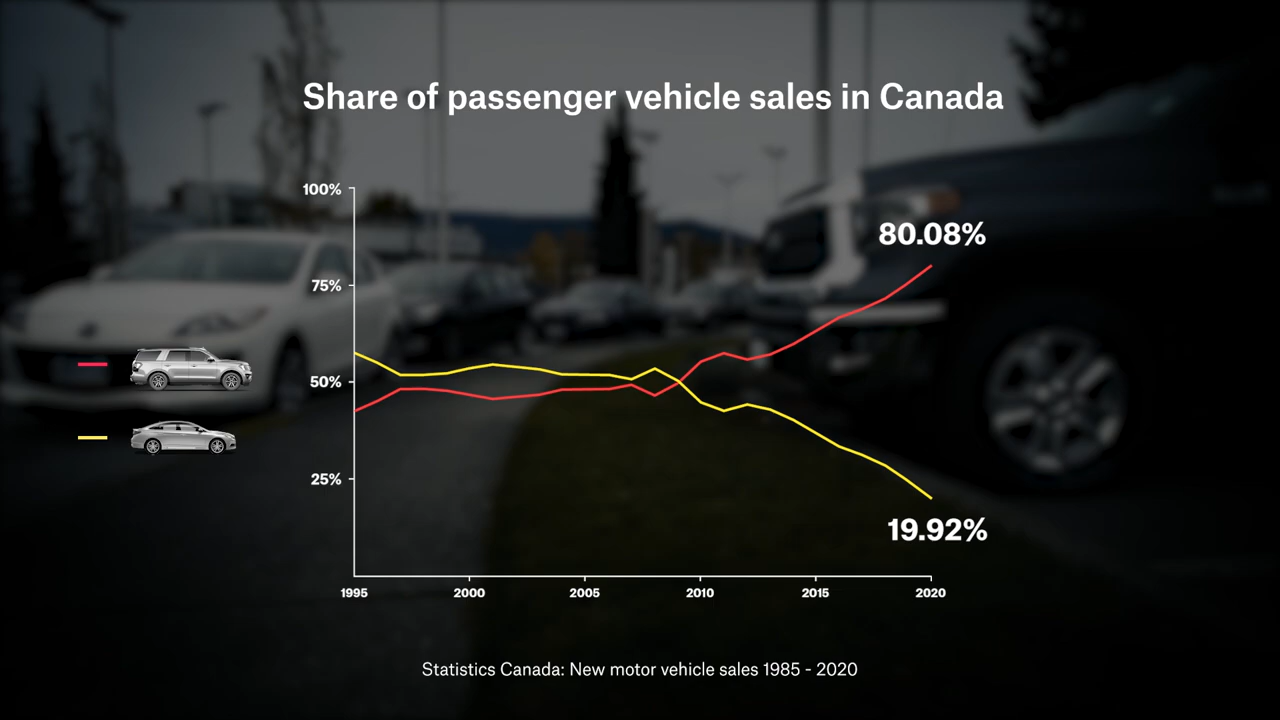 Share of passenger vehicle sales in Canada
100%
80.08%
75%
50%
25%
19.92%
1995 2000 2005 2010 2015 2020
Statistics Canada: New motor vehicle sales 1985 - 2020